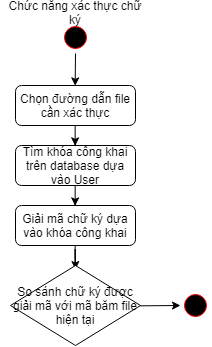 Chức năng xác thực chữ
ký
Chọn đường dẫn file
cần xác thực
Tìm khóa công khai
trên database dựa
vào User
Giải mã chữ ký dựa
vào khóa công khai
So sánh chữ ký được
giải mã với mã băm file
hiện tại